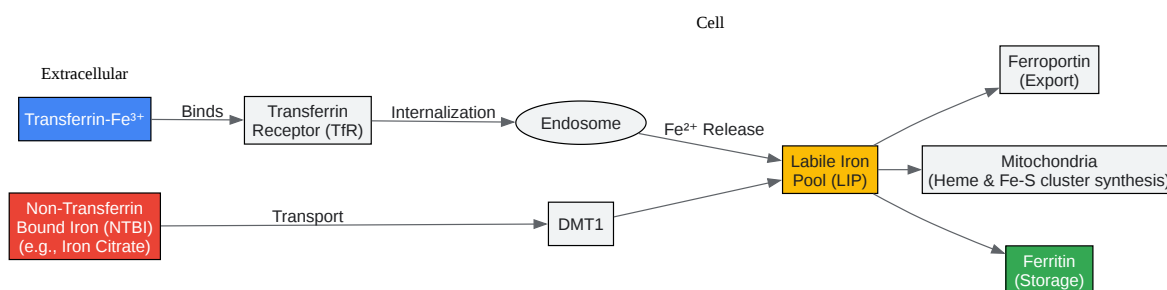 Cell
Extracellular
Transferrin-Fe³⁺
Binds
Transferrin
Receptor (TfR)
Internalization
Endosome
Fe²⁺ Release
Labile Iron
Pool (LIP)
Ferroportin
(Export)
Mitochondria
(Heme & Fe-S cluster synthesis)
Non-Transferrin
Bound Iron (NTBI)
(e.g., Iron Citrate)
Transport
DMT1
Ferritin
(Storage)